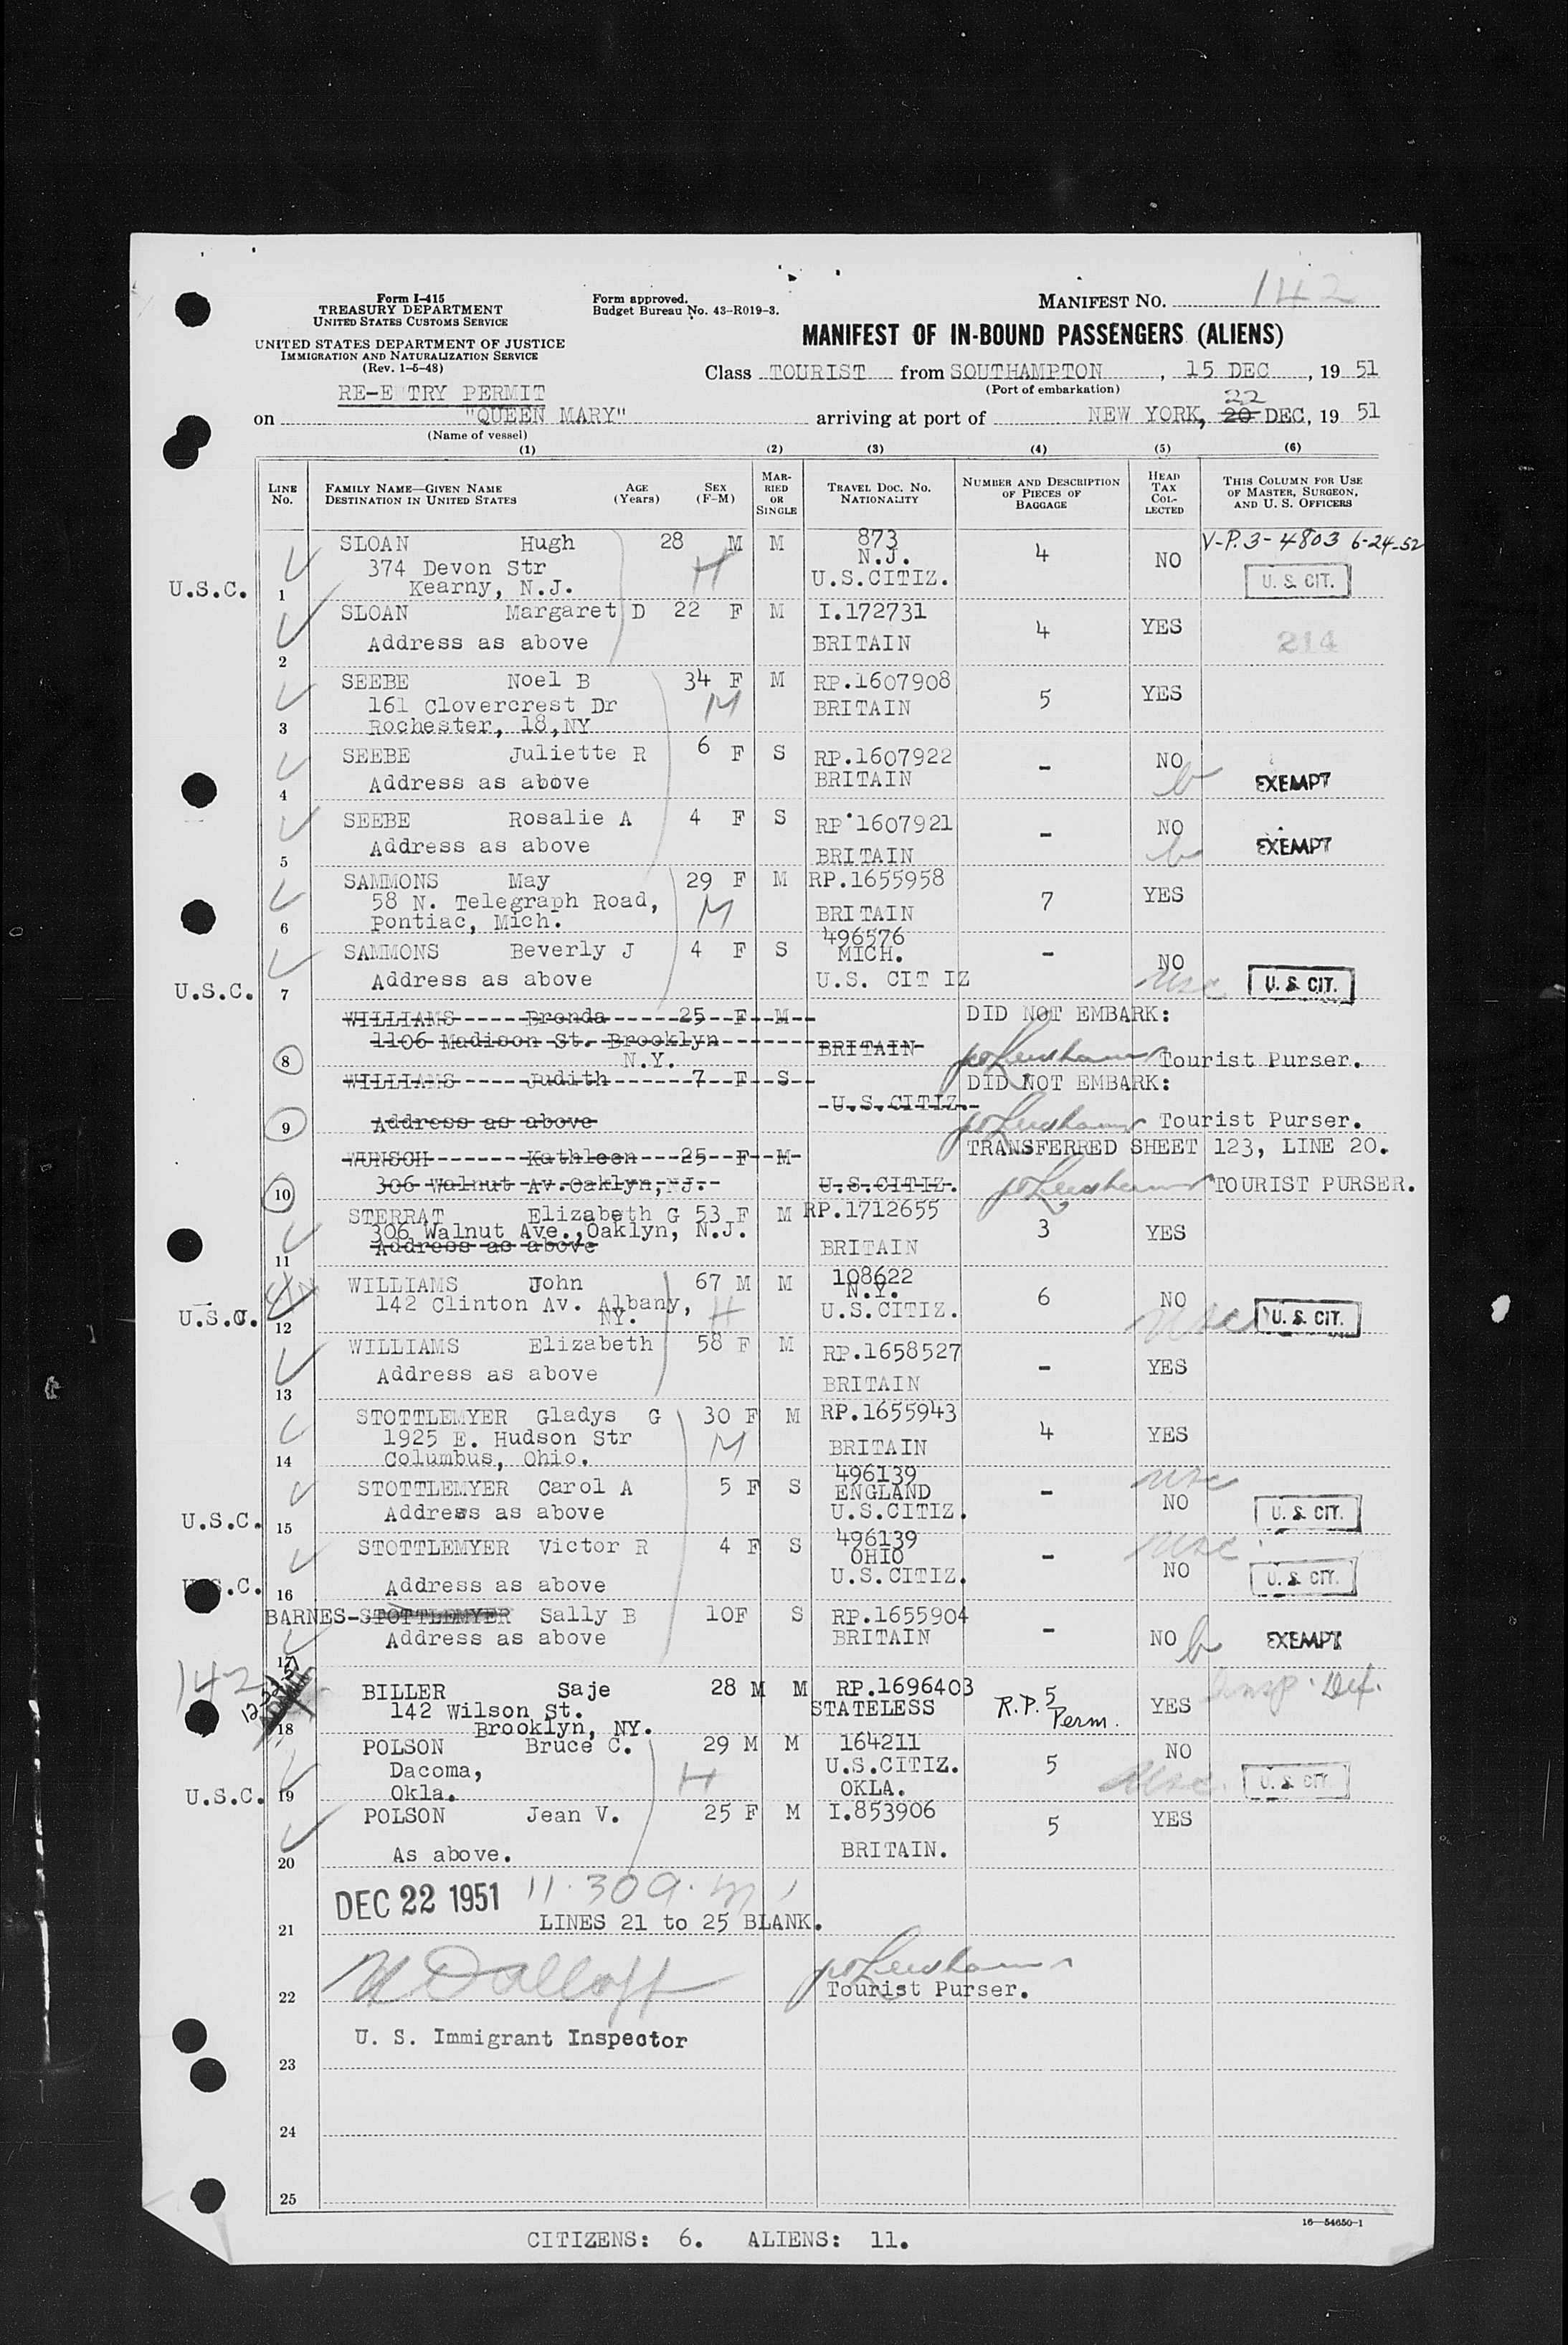 142
Form I-415
TREASURY DEPARTMENT
UNITED STATES CUSTOMS SERVICE
Form approved.
Budget Bureau No. 43-R019-3.
MANIFEST NO. 142
UNITED STATES DEPARTMENT OF JUSTICE
IMMIGRATION AND NATURALIZATION SERVICE
(Rev. 1-5-48)
MANIFEST OF IN-BOUND PASSENGERS (ALIENS)
Class TOURIST from SOUTHAMPTON, 15 DEC, 19 51
(Port of embarkation)
RE-E TRY PERMIT
22
on "QUEEN MARY" arriving at port of NEW YORK, 20 DEC, 19 51
(Name of vessel)
(1) (2) (3) (4) (5) (6)
LINE No.
FAMILY NAME—GIVEN NAME
DESTINATION IN UNITED STATES
AGE (Years)
SEX (F-M)
MARRIED OR SINGLE
TRAVEL DOC. NO.
NATIONALITY
NUMBER AND DESCRIPTION OF PIECES OF BAGGAGE
HEAD TAX COLLECTED
THIS COLUMN FOR USE OF MASTER, SURGEON, AND U. S. OFFICERS
SLOAN Hugh 28 M M 873 4 NO V-P.3-4803 6-24-52
374 Devon Str H N.J.
U.S.C. 1 Kearny, N.J. U.S.CITIZ. U. S. CIT.
SLOAN Margaret D 22 F M I.172731 4 YES
2 Address as above BRITAIN 214
SEEBE Noel B 34 F M RP.1607908 5 YES
161 Clovercrest Dr M BRITAIN
3 Rochester, 18,NY
SEEBE Juliette R 6 F S RP.1607922 - NO
4 Address as above BRITAIN EXEMPT
SEEBE Rosalie A 4 F S RP.1607921 - NO
5 Address as above BRITAIN EXEMPT
SAMMONS May 29 F M RP.1655958 7 YES
58 N. Telegraph Road, M BRITAIN
6 Pontiac, Mich.
SAMMONS Beverly J 4 F S 496576 MICH. - NO
U.S.C. 7 Address as above U.S. CIT IZ usc U. S. CIT.
WILLIAMS Bronda 25 F M DID NOT EMBARK:
1106 Madison St. Brooklyn BRITAIN
8 N.Y. Tourist Purser.
WILLIAMS Judith 7 F S DID NOT EMBARK:
U.S.CITIZ.
9 Address as above Tourist Purser.
WUNSCH Kathleen 25 F M TRANSFERRED SHEET 123, LINE 20.
10 306 Walnut Av.Oaklyn,NJ. U.S.CITIZ. TOURIST PURSER.
STERRAT Elizabeth G 53 F M RP.1712655 3 YES
306 Walnut Ave.,Oaklyn, N.J.
11 Address as above BRITAIN
WILLIAMS John 67 M M 108622 6 NO
142 Clinton Av. Albany, H N.Y.
U.S.C. 12 NY. U.S.CITIZ. usc U. S. CIT.
WILLIAMS Elizabeth 58 F M RP.1658527 - YES
13 Address as above BRITAIN
STOTTLEMYER Gladys G 30 F M RP.1655943 4 YES
1925 E. Hudson Str M BRITAIN
14 Columbus, Ohio.
STOTTLEMYER Carol A 5 F S 496139 ENGLAND - usc NO
U.S.C. 15 Address as above U.S.CITIZ. U. S. CIT.
STOTTLEMYER Victor R 4 F S 496139 OHIO - usc NO
16 Address as above U.S.CITIZ. U. S. CIT.
BARNES-STOTTLEMYER Sally B 10F S RP.1655904 -
17 Address as above BRITAIN NO EXEMPT
142
BILLER Saje 28 M M RP.1696403 5 YES
142 Wilson St. STATELESS R.P. Perm.
18 Brooklyn, NY.
POLSON Bruce C. 29 M M 164211 5 NO
Dacoma, H U.S.CITIZ.
U.S.C. 19 Okla. OKLA. usc. U. S. CIT.
POLSON Jean V. 25 F M I.853906 5 YES
20 As above. BRITAIN.
DEC 22 1951 11.30 a.m.
21 LINES 21 to 25 BLANK.
22 Tourist Purser.
U. S. Immigrant Inspector
23
24
25
16—54650-1
CITIZENS: 6. ALIENS: 11.